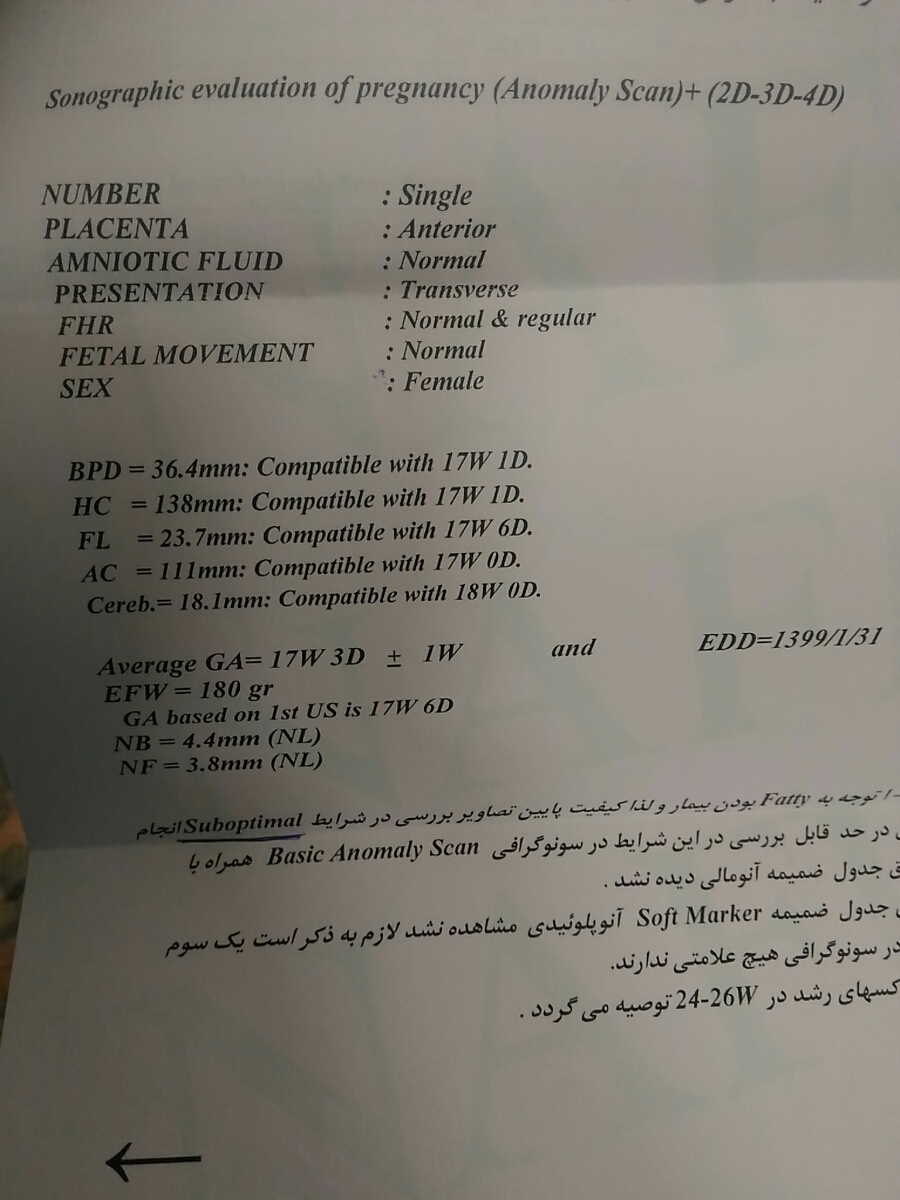 Sonographic evaluation of pregnancy (Anomaly Scan)+ (2D-3D-4D)
NUMBER : Single
PLACENTA : Anterior
AMNIOTIC FLUID : Normal
PRESENTATION : Transverse
FHR : Normal & regular
FETAL MOVEMENT : Normal
SEX : Female
BPD = 36.4mm: Compatible with 17W 1D.
HC = 138mm: Compatible with 17W 1D.
FL = 23.7mm: Compatible with 17W 6D.
AC = 111mm: Compatible with 17W 0D.
Cereb.= 18.1mm: Compatible with 18W 0D.
Average GA= 17W 3D ± 1W and EDD=1399/1/31
EFW = 180 gr
GA based on 1st US is 17W 6D
NB = 4.4mm (NL)
NF = 3.8mm (NL)
توجه به Fatty بودن بیمار و لذا کیفیت پایین تصاویر بررسی در شرایط Suboptimal انجام
در حد قابل بررسی در این شرایط در سونوگرافی Basic Anomaly Scan همراه با
جدول ضمیمه آنومالی دیده نشد .
جدول ضمیمه Soft Marker آنوپلوئیدی مشاهده نشد لازم به ذکر است یک سوم
در سونوگرافی هیچ علامتی ندارند.
رشد در 24-26W توصیه می گردد .